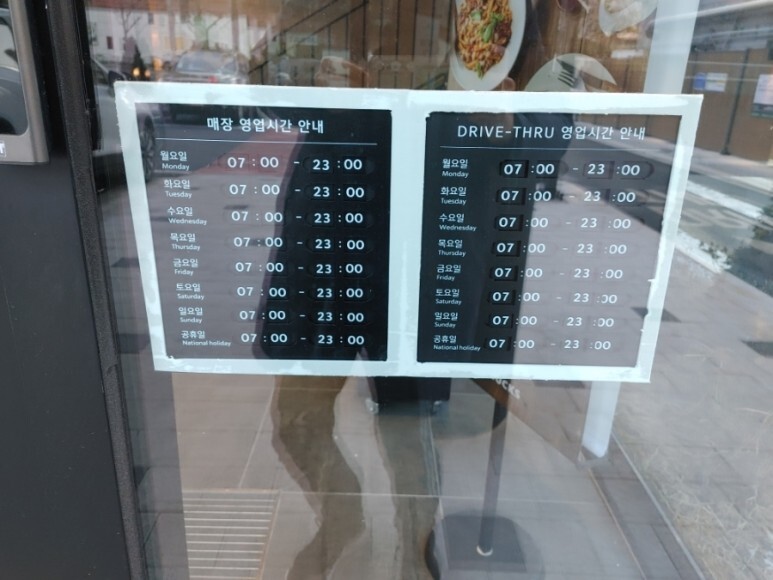 매장 영업시간 안내
월요일 07:00 - 23:00
Monday
화요일 07:00 - 23:00
Tuesday
수요일 07:00 - 23:00
Wednesday
목요일 07:00 - 23:00
Thursday
금요일 07:00 - 23:00
Friday
토요일 07:00 - 23:00
Saturday
일요일 07:00 - 23:00
Sunday
공휴일 07:00 - 23:00
National holiday
DRIVE-THRU 영업시간 안내
월요일 07:00 - 23:00
Monday
화요일 07:00 - 23:00
Tuesday
수요일 07:00 - 23:00
Wednesday
목요일 07:00 - 23:00
Thursday
금요일 07:00 - 23:00
Friday
토요일 07:00 - 23:00
Saturday
일요일 07:00 - 23:00
Sunday
공휴일 07:00 - 23:00
National holiday